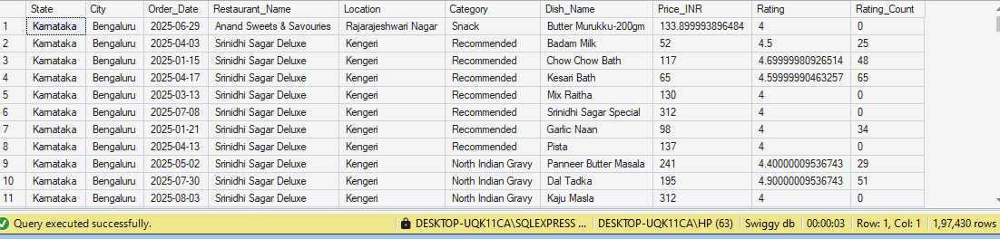 State City Order_Date Restaurant_Name Location Category Dish_Name Price_INR Rating Rating_Count
1 Karnataka Bengaluru 2025-06-29 Anand Sweets & Savouries Rajarajeshwari Nagar Snack Butter Murukku-200gm 133.899993896484 4 0
2 Karnataka Bengaluru 2025-04-03 Srinidhi Sagar Deluxe Kengeri Recommended Badam Milk 52 4.5 25
3 Karnataka Bengaluru 2025-01-15 Srinidhi Sagar Deluxe Kengeri Recommended Chow Chow Bath 117 4.69999980926514 48
4 Karnataka Bengaluru 2025-04-17 Srinidhi Sagar Deluxe Kengeri Recommended Kesari Bath 65 4.59999990463257 65
5 Karnataka Bengaluru 2025-03-13 Srinidhi Sagar Deluxe Kengeri Recommended Mix Raitha 130 4 0
6 Karnataka Bengaluru 2025-07-08 Srinidhi Sagar Deluxe Kengeri Recommended Srinidhi Sagar Special 312 4 0
7 Karnataka Bengaluru 2025-01-21 Srinidhi Sagar Deluxe Kengeri Recommended Garlic Naan 98 4 34
8 Karnataka Bengaluru 2025-04-13 Srinidhi Sagar Deluxe Kengeri Recommended Pista 137 4 0
9 Karnataka Bengaluru 2025-05-02 Srinidhi Sagar Deluxe Kengeri North Indian Gravy Panneer Butter Masala 241 4.40000009536743 29
10 Karnataka Bengaluru 2025-07-30 Srinidhi Sagar Deluxe Kengeri North Indian Gravy Dal Tadka 195 4.90000009536743 51
11 Karnataka Bengaluru 2025-08-03 Srinidhi Sagar Deluxe Kengeri North Indian Gravy Kaju Masla 312 4 0
Query executed successfully. DESKTOP-UQK11CA\SQLEXPRESS ... DESKTOP-UQK11CA\HP (63) Swiggy db 00:00:03 Row: 1, Col: 1 1,97,430 rows